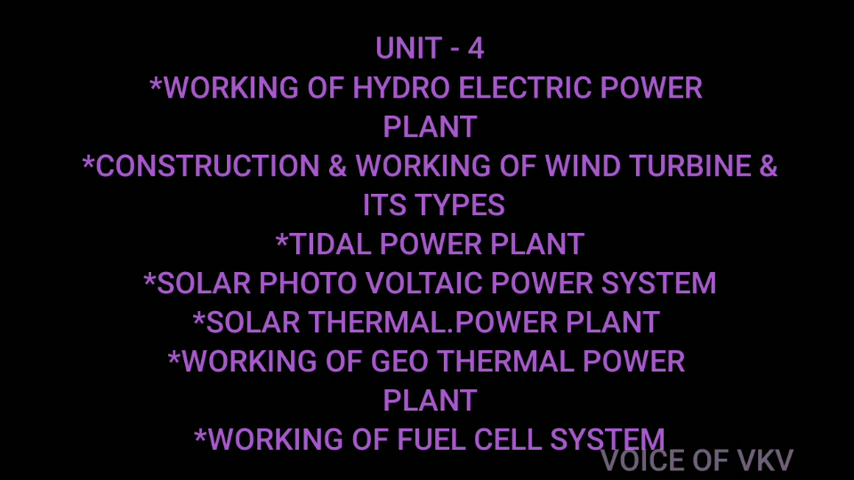 UNIT - 4
*WORKING OF HYDRO ELECTRIC POWER
PLANT
*CONSTRUCTION & WORKING OF WIND TURBINE &
ITS TYPES
*TIDAL POWER PLANT
*SOLAR PHOTO VOLTAIC POWER SYSTEM
*SOLAR THERMAL.POWER PLANT
*WORKING OF GEO THERMAL POWER
PLANT
*WORKING OF FUEL CELL SYSTEM
VOICE OF VKV